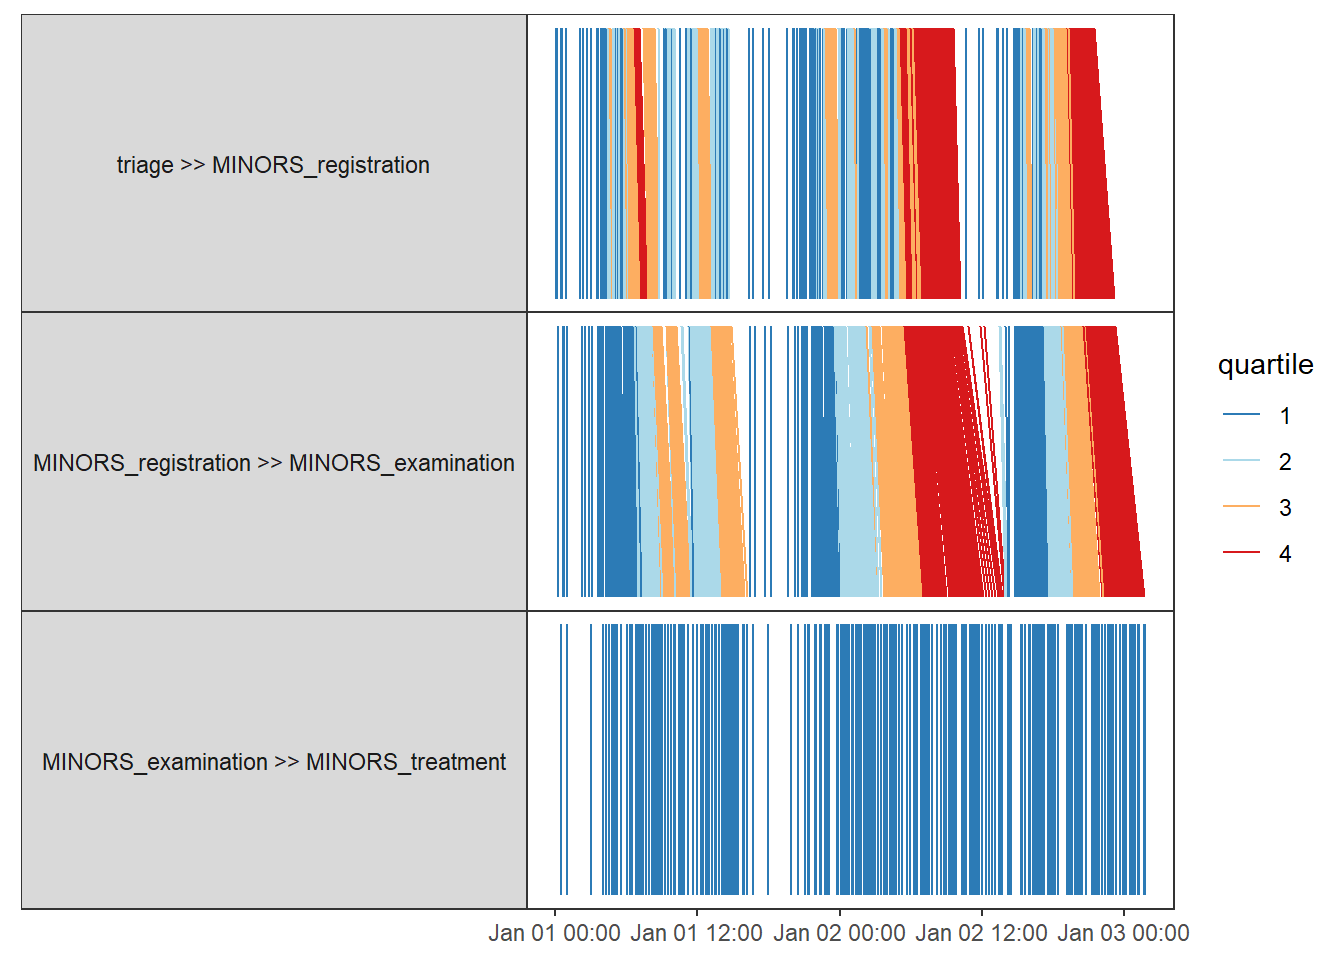 triage >> MINORS_registration
MINORS_registration >> MINORS_examination
MINORS_examination >> MINORS_treatment
Jan 01 00:00 Jan 01 12:00 Jan 02 00:00 Jan 02 12:00 Jan 03 00:00
quartile
1
2
3
4